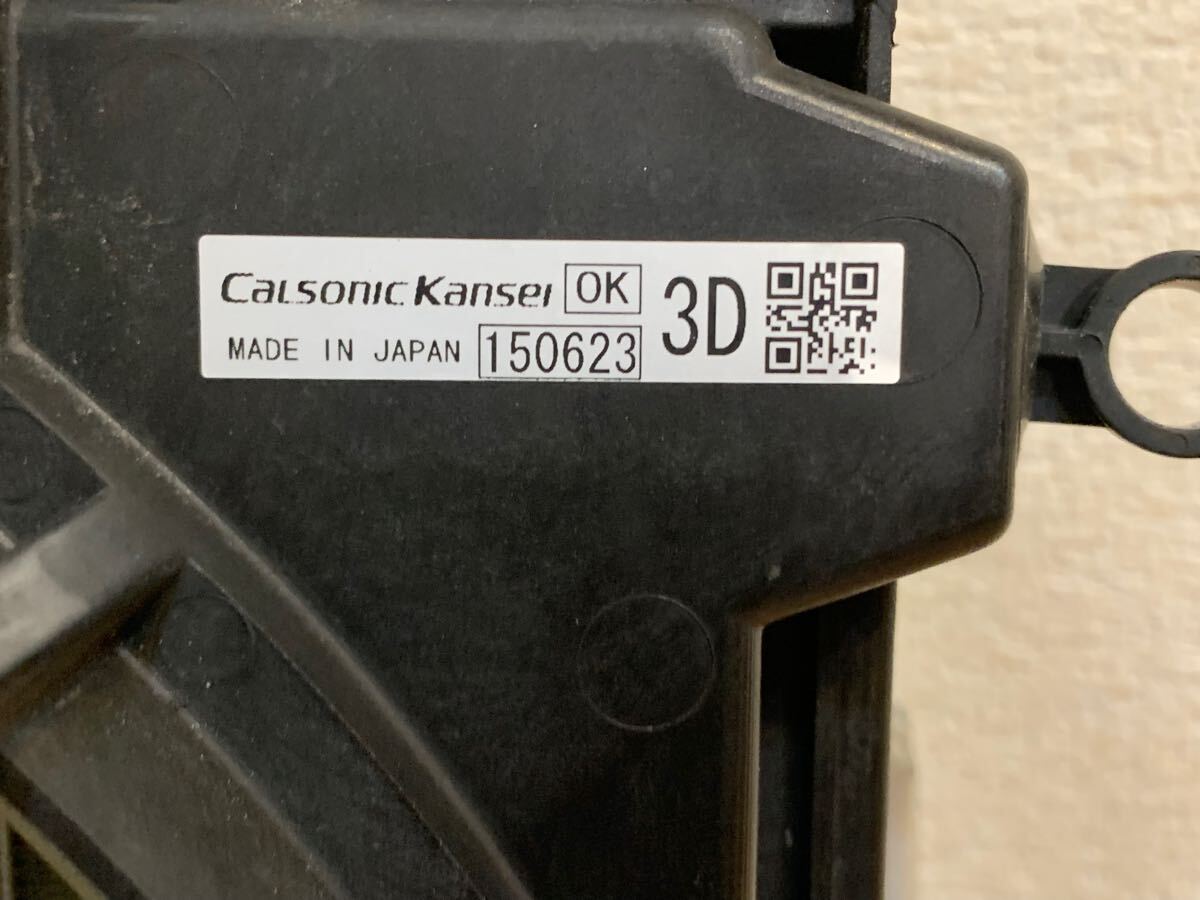 CalsonicKansei OK 3D
MADE IN JAPAN 150623